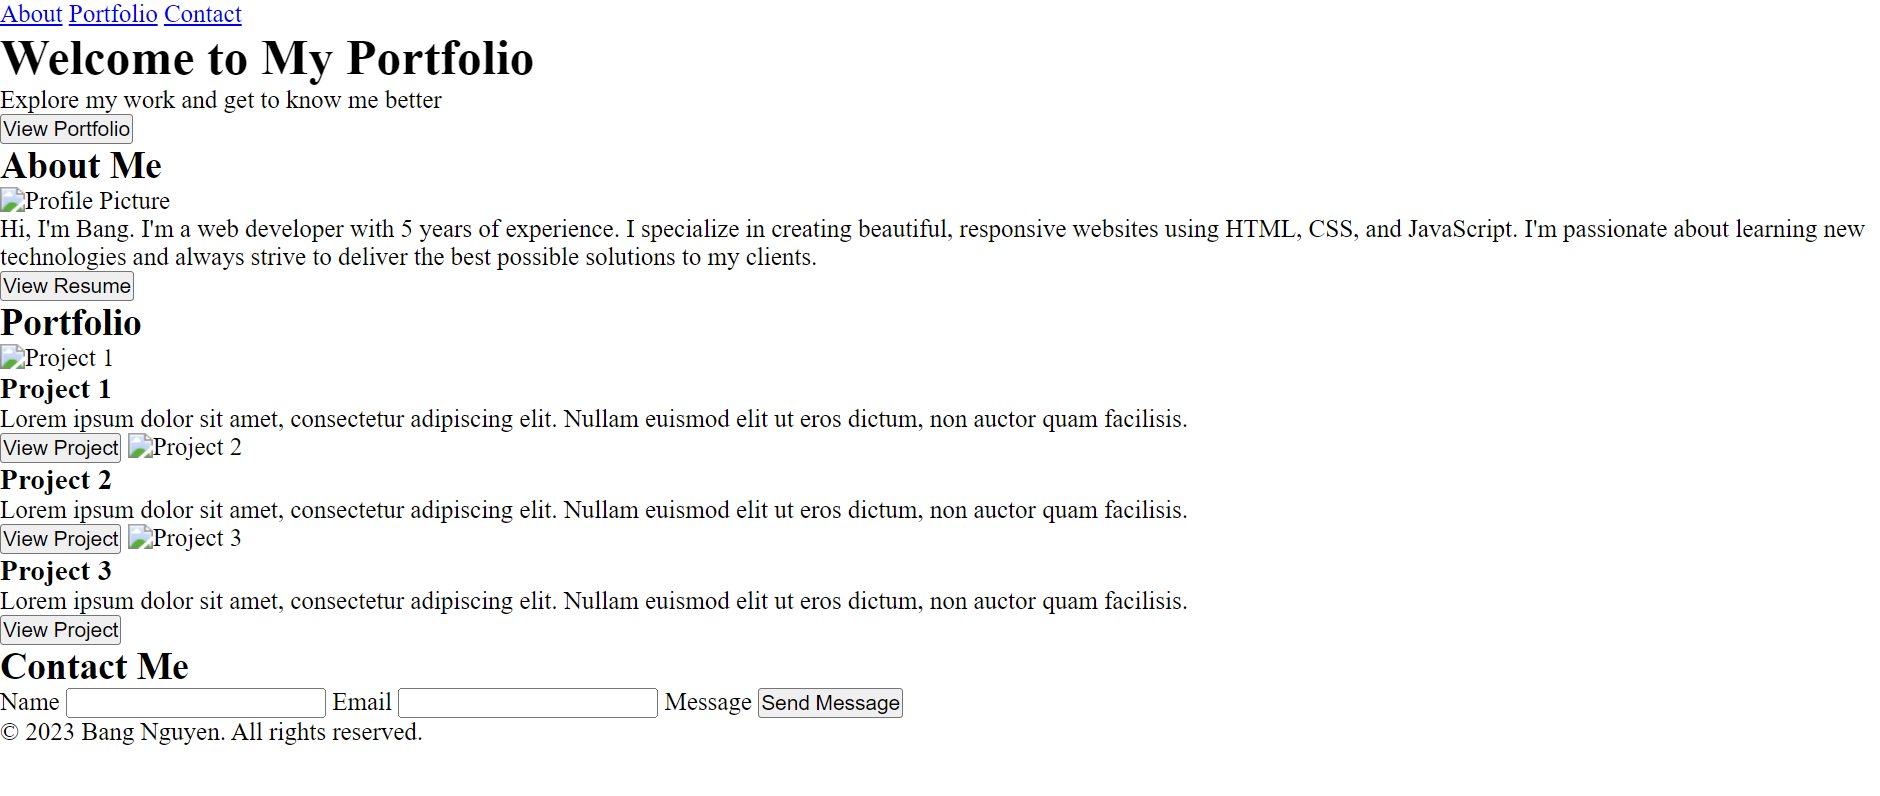 About Portfolio Contact
Welcome to My Portfolio
Explore my work and get to know me better
View Portfolio
About Me
Profile Picture
Hi, I'm Bang. I'm a web developer with 5 years of experience. I specialize in creating beautiful, responsive websites using HTML, CSS, and JavaScript. I'm passionate about learning new
technologies and always strive to deliver the best possible solutions to my clients.
View Resume
Portfolio
Project 1
Project 1
Lorem ipsum dolor sit amet, consectetur adipiscing elit. Nullam euismod elit ut eros dictum, non auctor quam facilisis.
View Project Project 2
Project 2
Lorem ipsum dolor sit amet, consectetur adipiscing elit. Nullam euismod elit ut eros dictum, non auctor quam facilisis.
View Project Project 3
Project 3
Lorem ipsum dolor sit amet, consectetur adipiscing elit. Nullam euismod elit ut eros dictum, non auctor quam facilisis.
View Project
Contact Me
Name Email Message Send Message
© 2023 Bang Nguyen. All rights reserved.